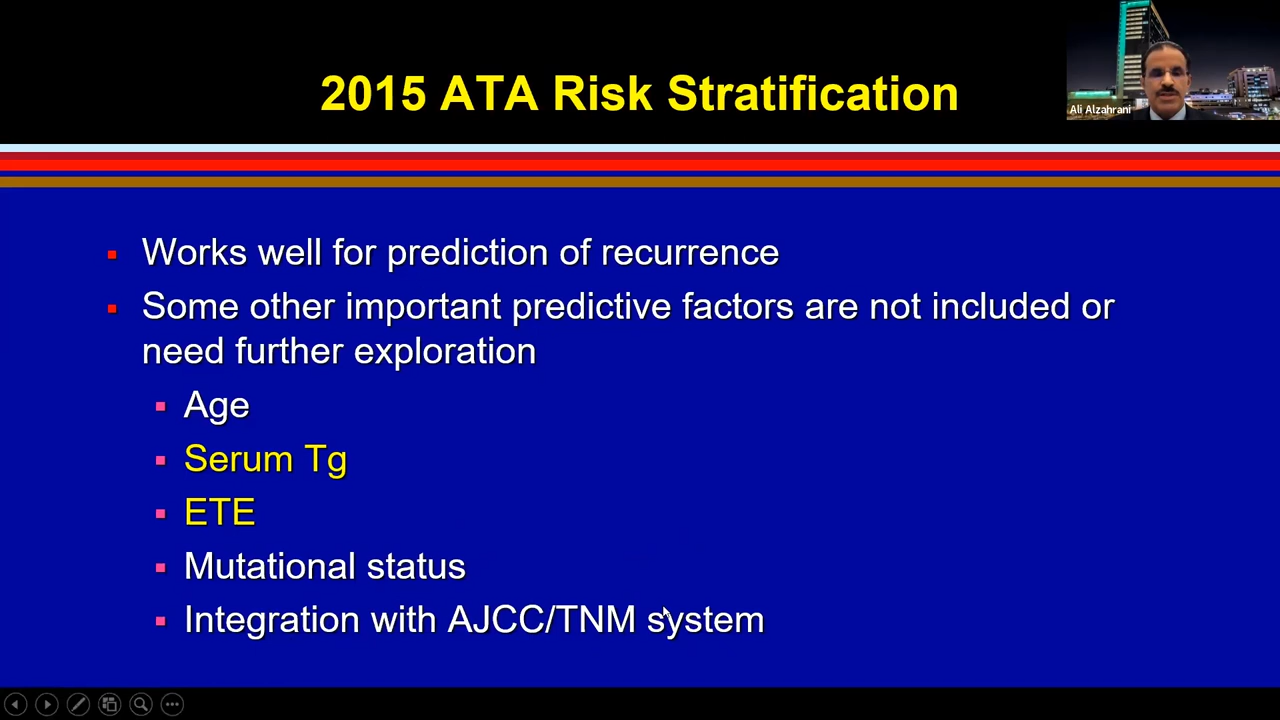 2015 ATA Risk Stratification
Ali Alzahrani
Works well for prediction of recurrence
Some other important predictive factors are not included or
need further exploration
Age
Serum Tg
ETE
Mutational status
Integration with AJCC/TNM system